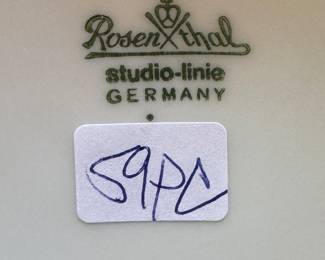 Rosenthal
studio-linie
GERMANY
59PC